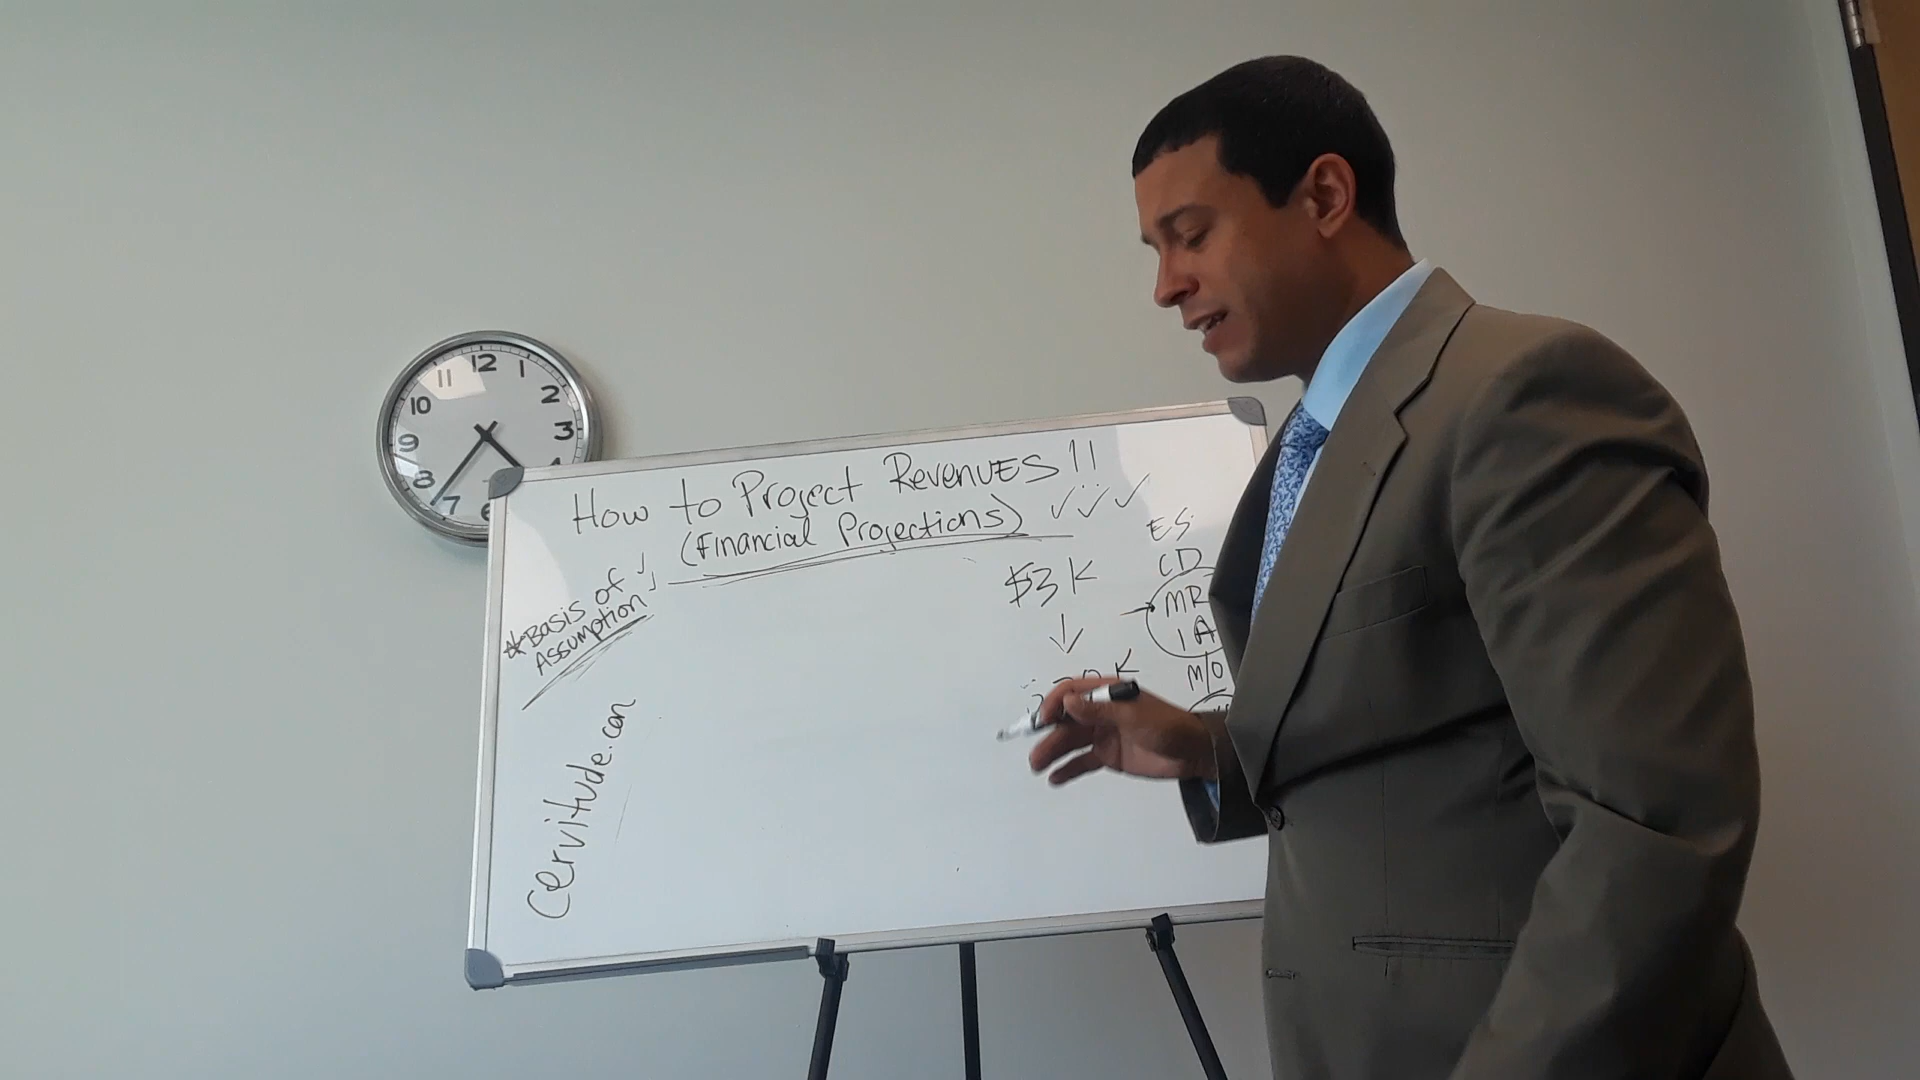 12
1
2
3
7
8
9
10
11
How to Project Revenues!!
(Financial Projections)
*Basis of
Assumption
$3K
ES
CD
MR
IA
M/O
Cervitude.com